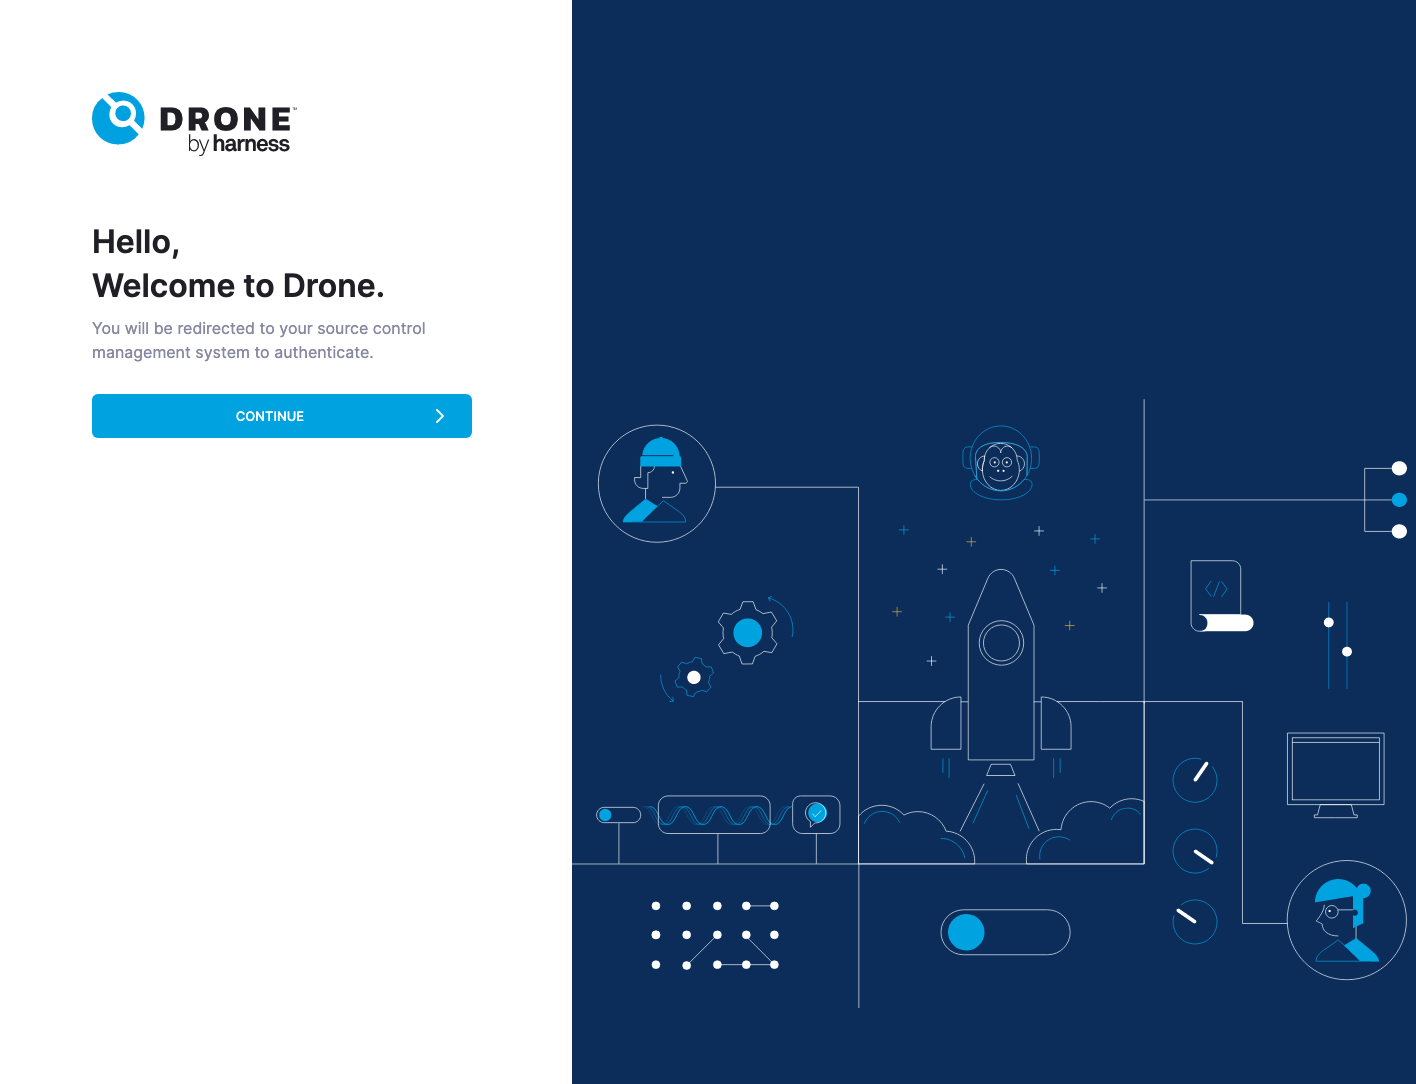 DRONE™
by harness
Hello,
Welcome to Drone.
You will be redirected to your source control
management system to authenticate.
CONTINUE